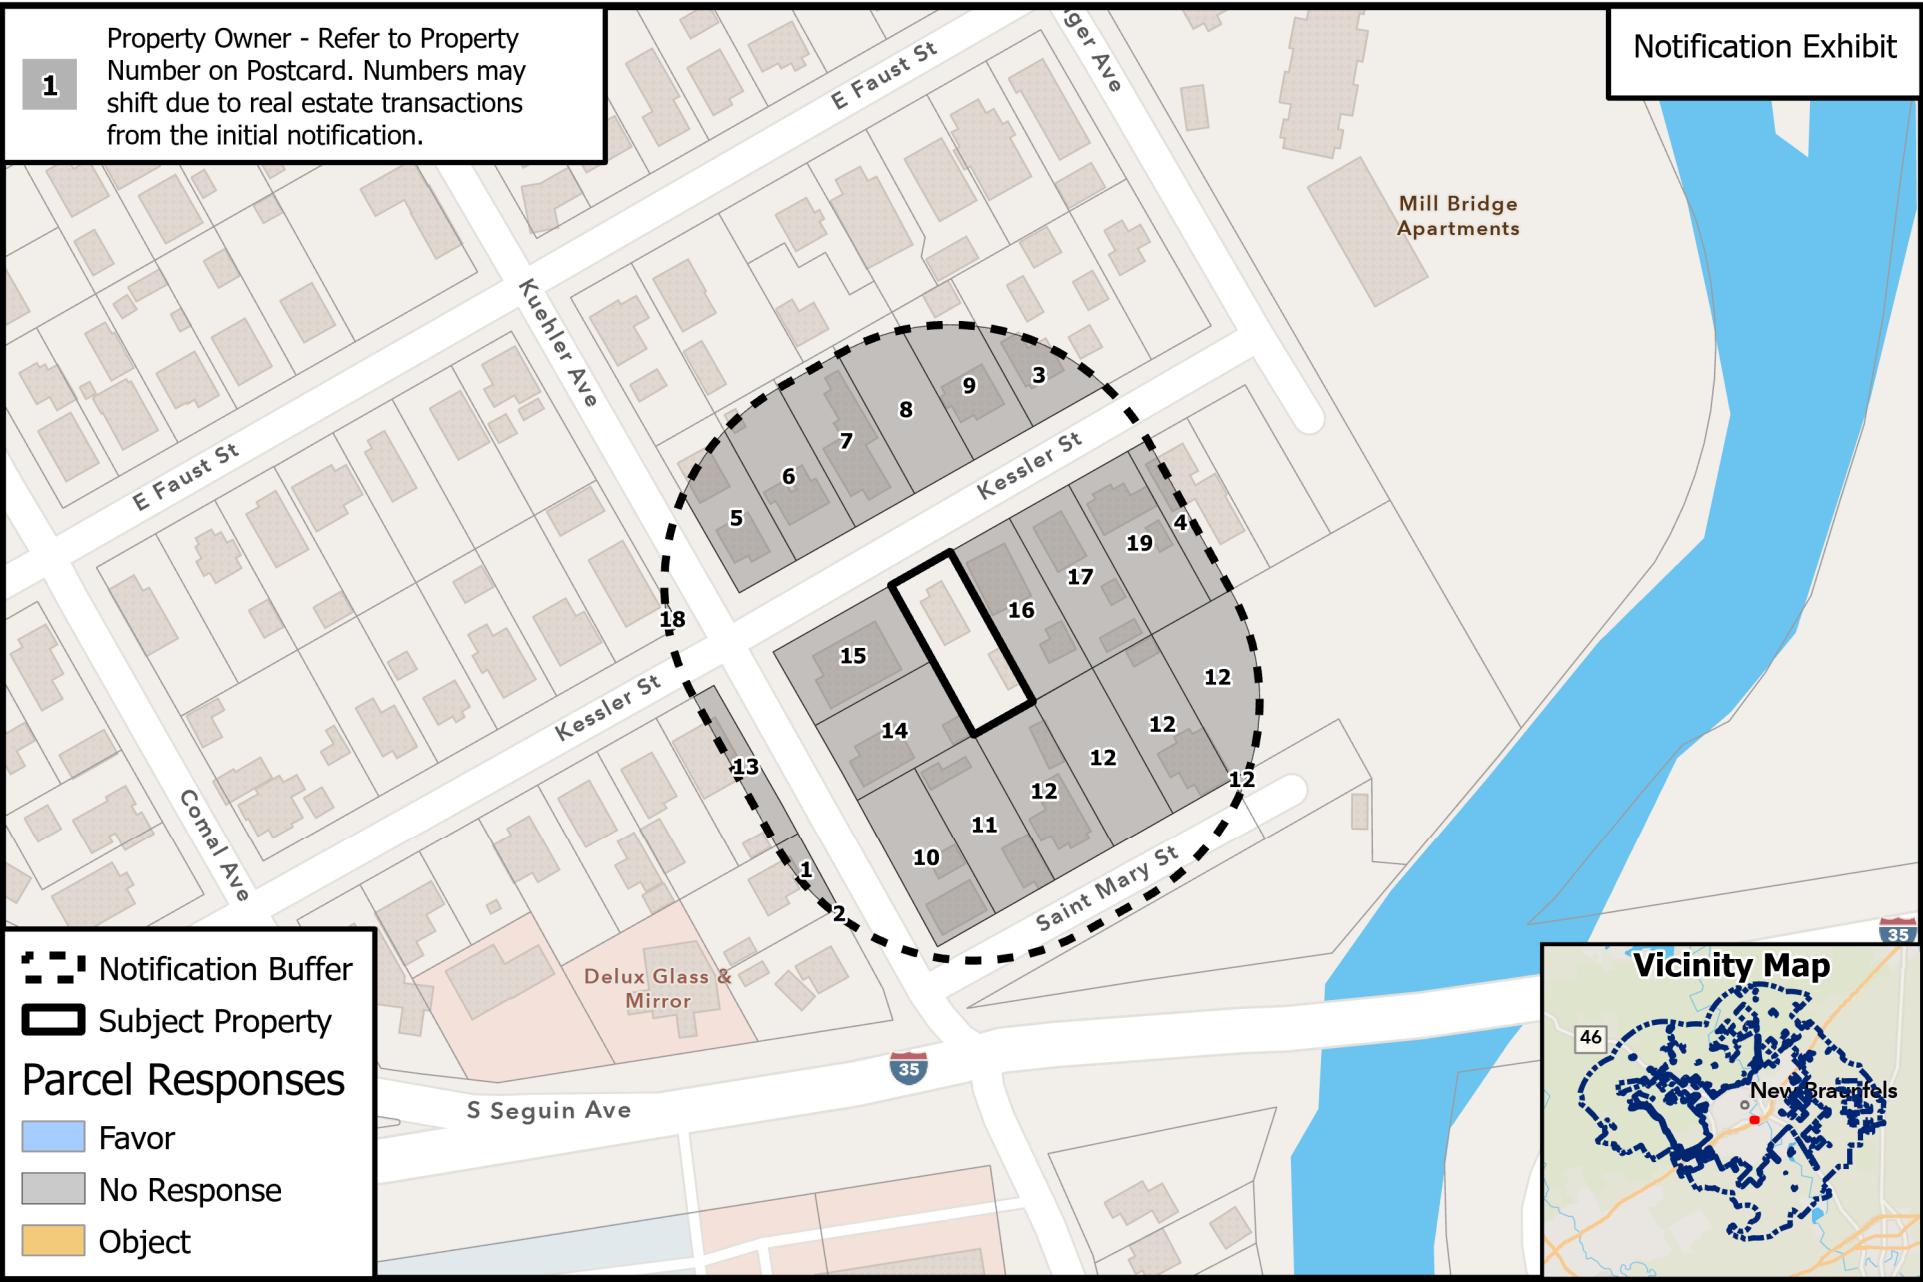 1
Property Owner - Refer to Property
Number on Postcard. Numbers may
shift due to real estate transactions
from the initial notification.
Notification Exhibit
E Faust St
ger Ave
Mill Bridge
Apartments
Kuehler Ave
E Faust St
Kessler St
3
9
8
7
6
5
4
19
17
16
18
15
14
13
12
12
12
12
12
11
10
1
2
Kessler St
Comal Ave
Saint Mary St
Delux Glass &
Mirror
35
35
S Seguin Ave
Notification Buffer
Subject Property
Parcel Responses
Favor
No Response
Object
Vicinity Map
46
New Braunfels